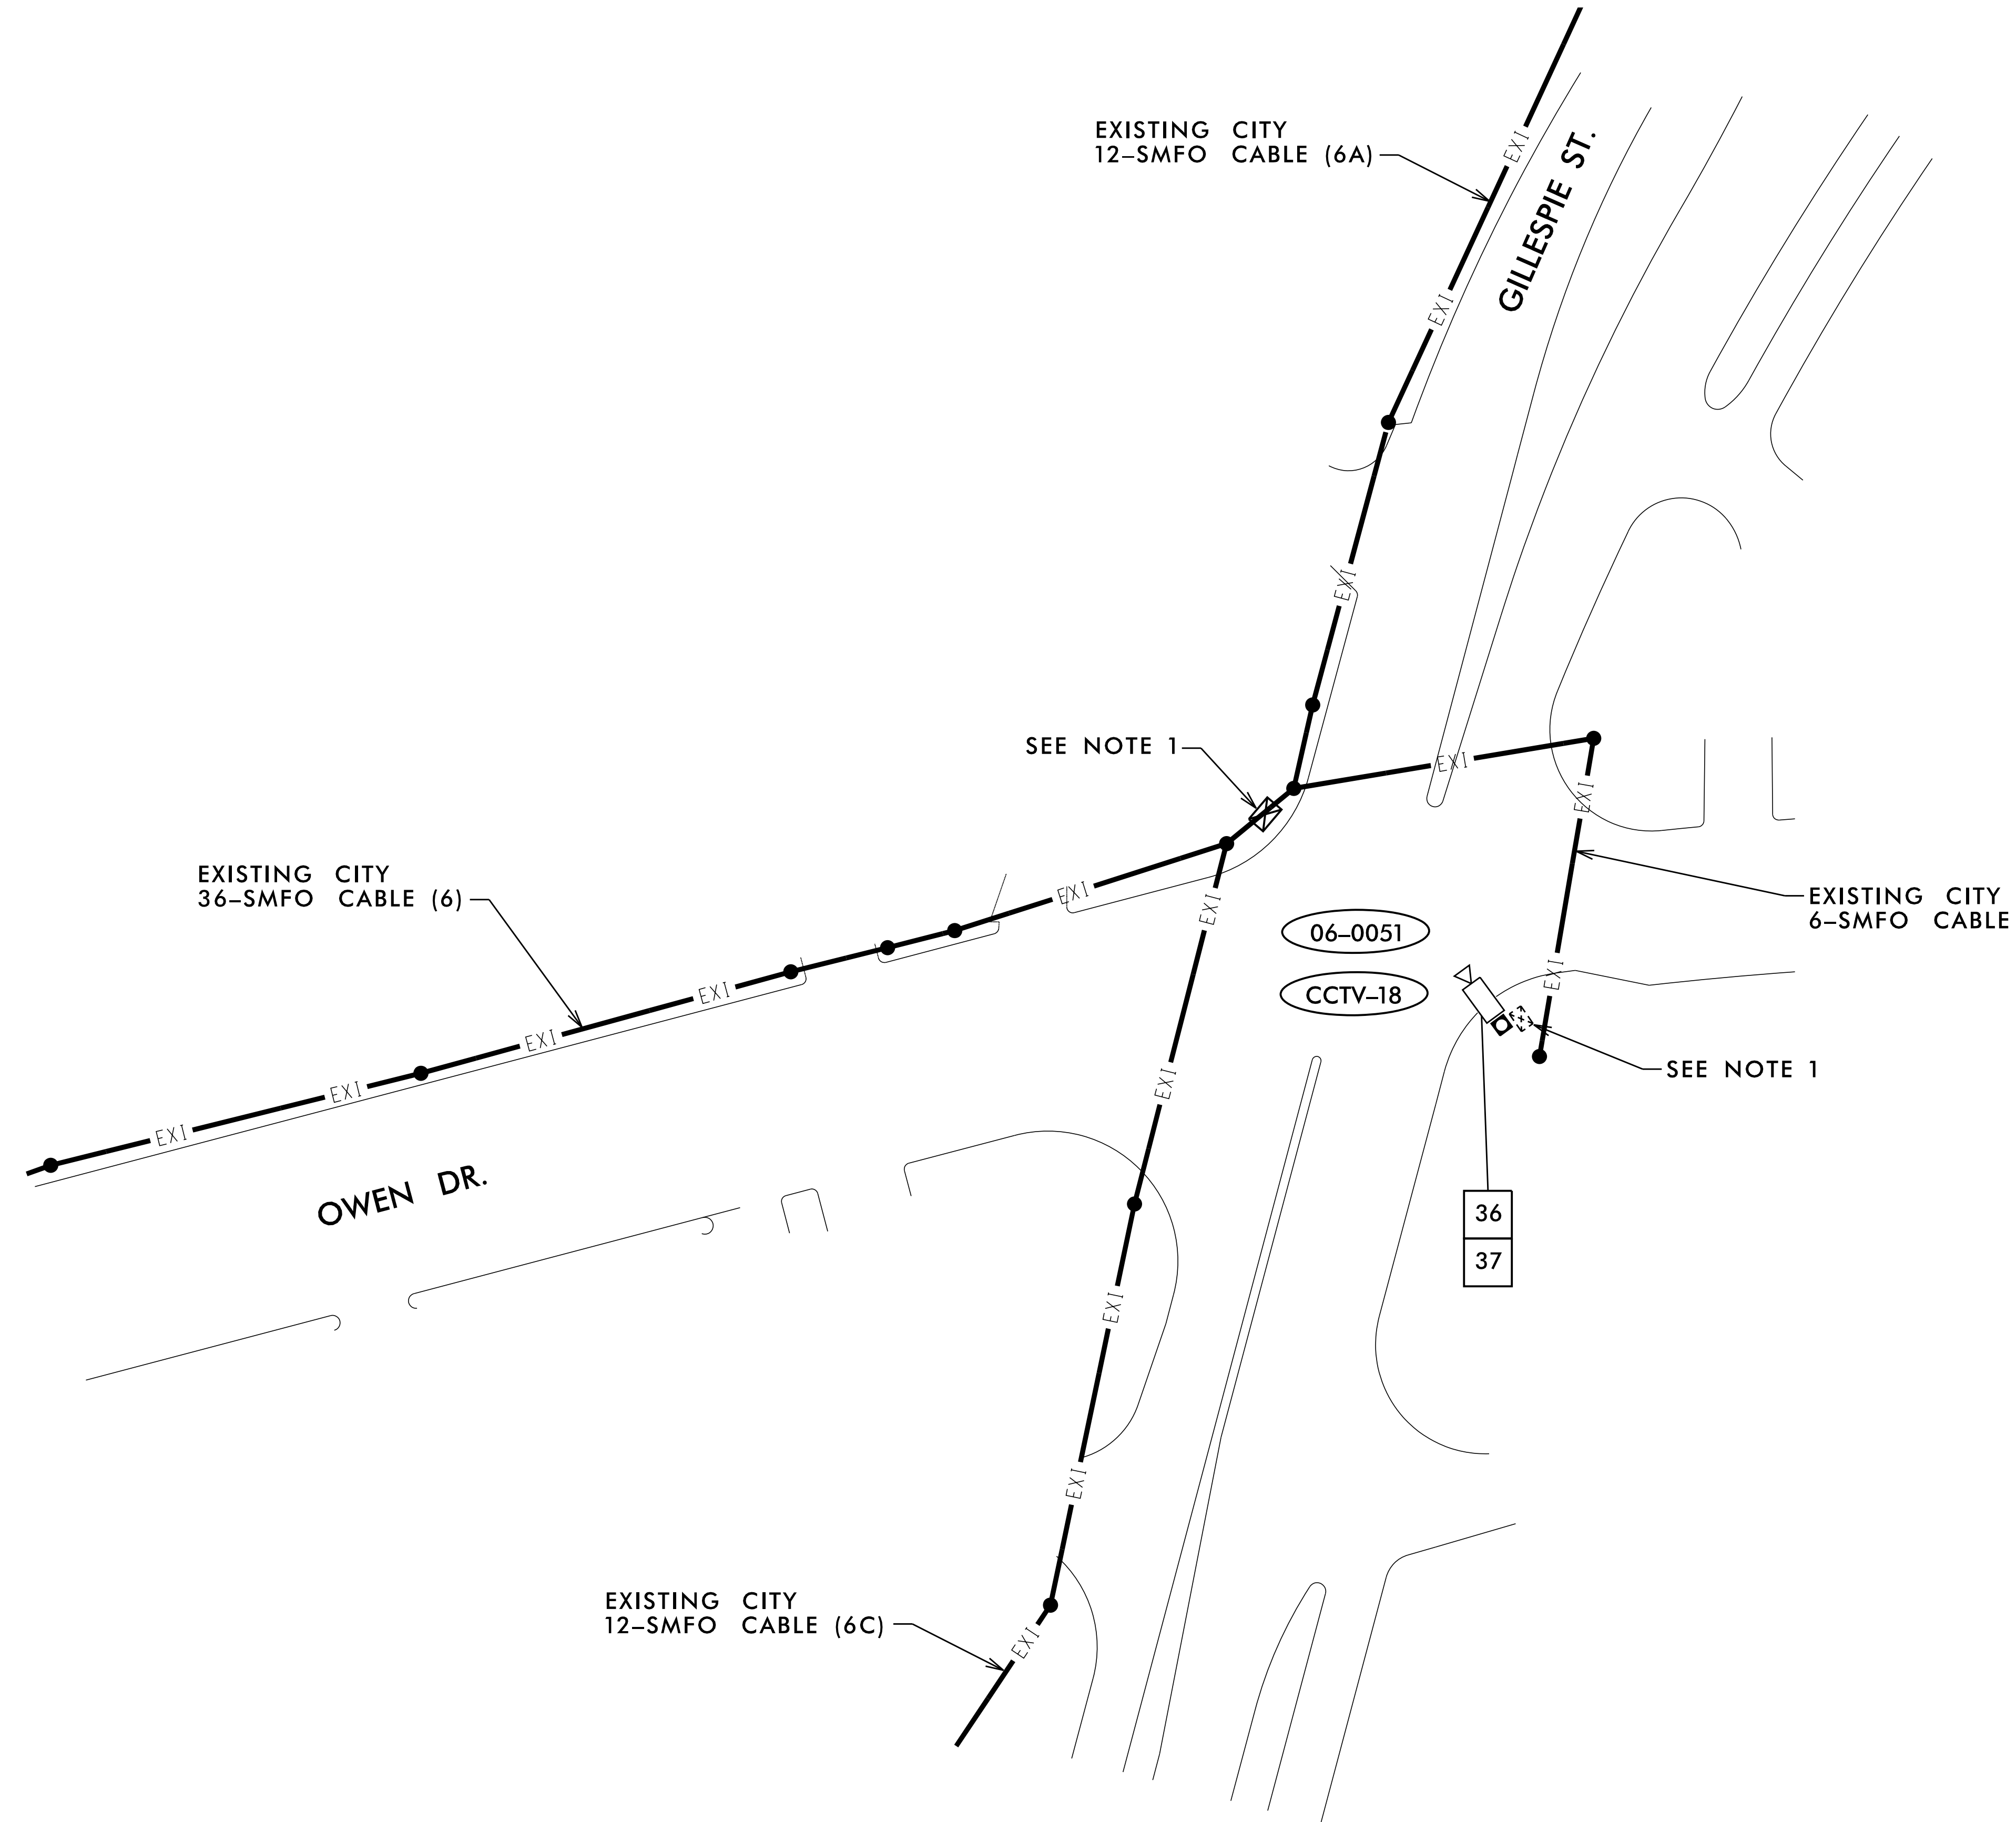 EXISTING CITY
12–SMFO CABLE (6A)
EXI
GILLESPIE ST.
EXI
EXI
SEE NOTE 1
EXI
EXI
EXISTING CITY
36–SMFO CABLE (6)
EXI
EXI
EXISTING CITY
6–SMFO CABLE
06–0051
EXI
CCTV–18
EXI
EXI
EXI
SEE NOTE 1
EXI
EXI
EXI
OWEN DR.
36
37
EXI
EXI
EXISTING CITY
12–SMFO CABLE (6C)
EXI